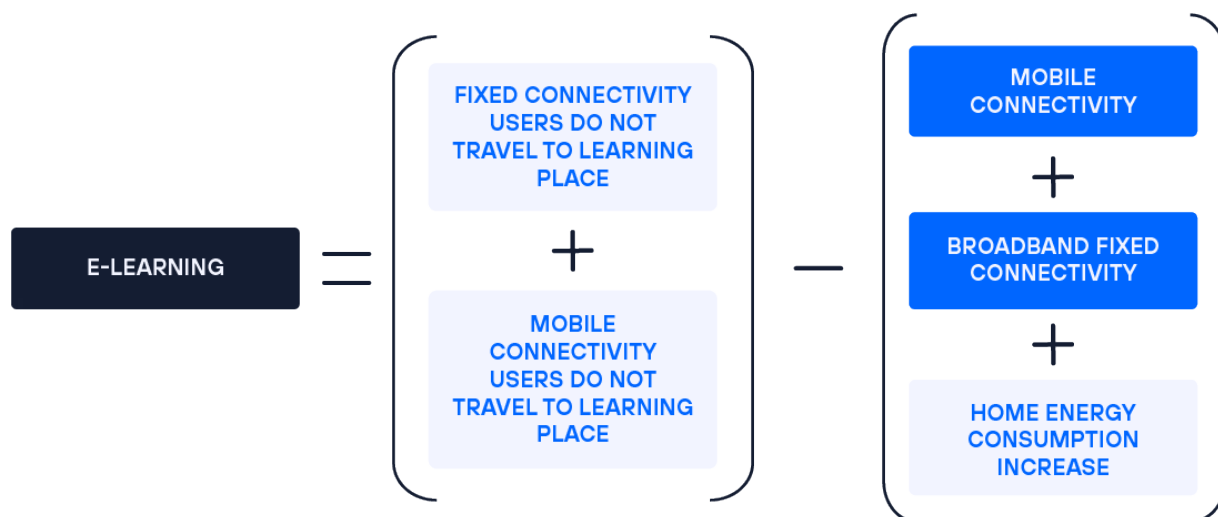 E-LEARNING
FIXED CONNECTIVITY
USERS DO NOT
TRAVEL TO LEARNING
PLACE
+
MOBILE
CONNECTIVITY
USERS DO NOT
TRAVEL TO LEARNING
PLACE
MOBILE
CONNECTIVITY
+
BROADBAND FIXED
CONNECTIVITY
+
HOME ENERGY
CONSUMPTION
INCREASE